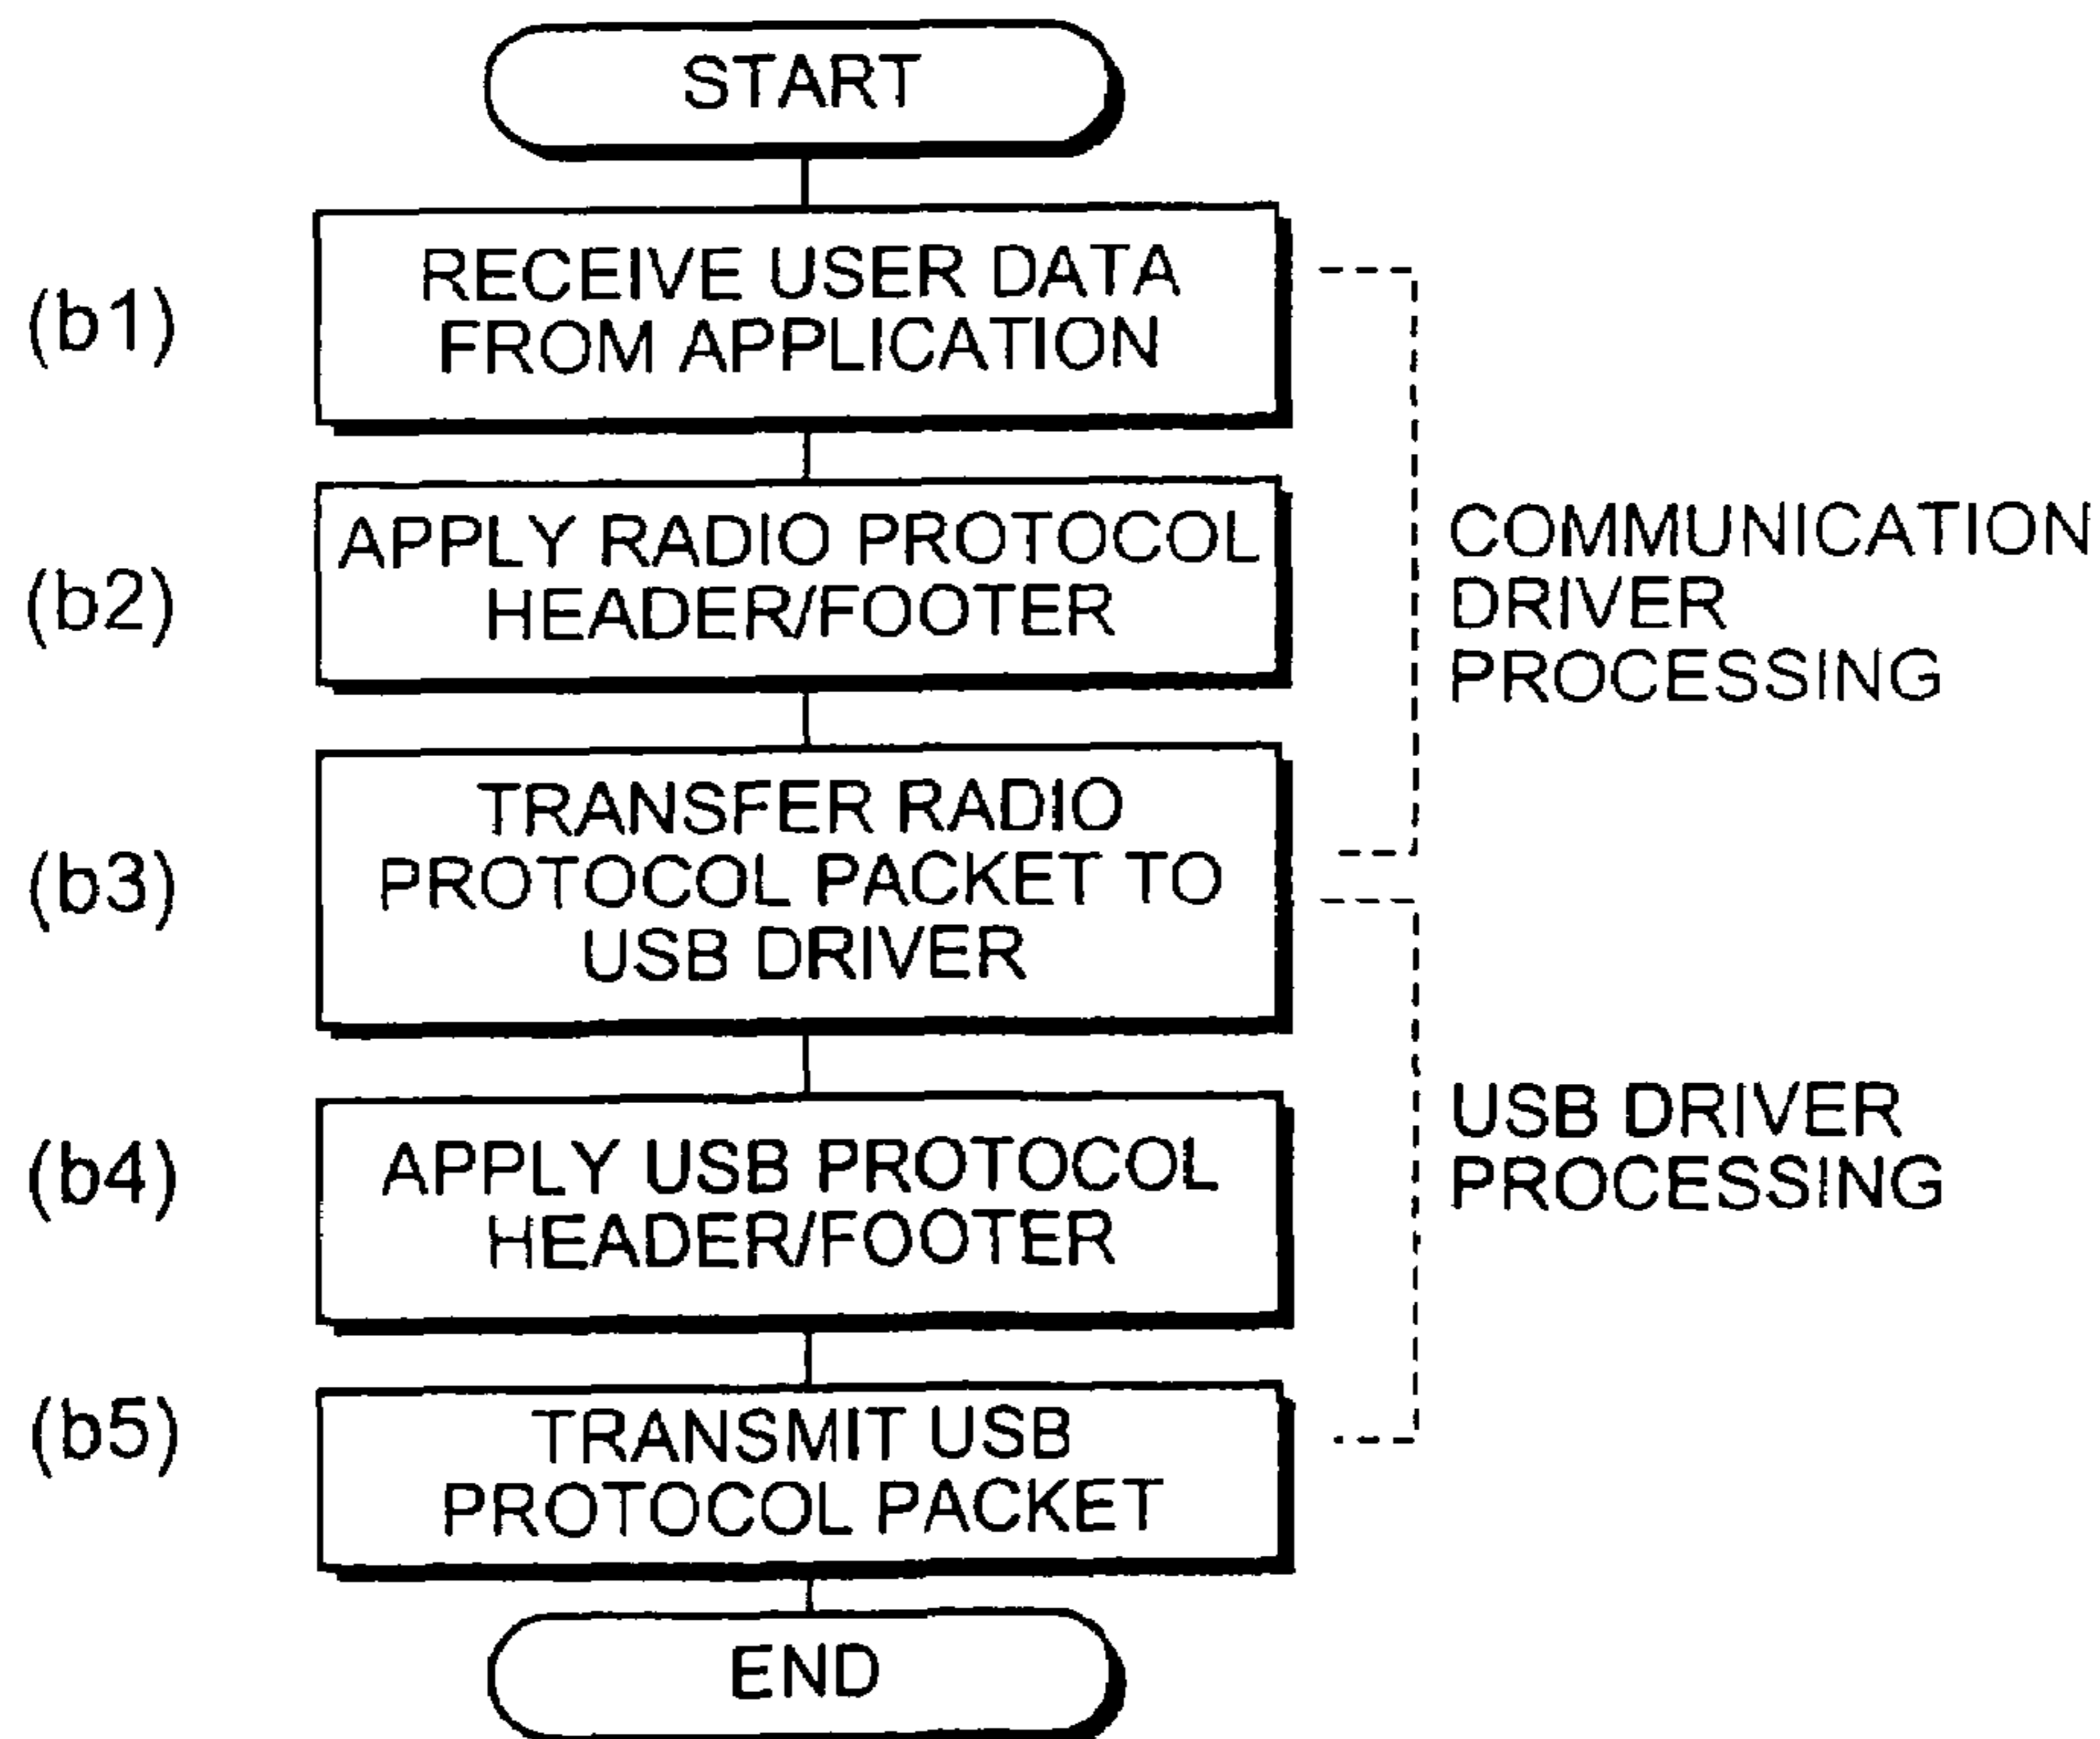 START
(b1)
RECEIVE USER DATA
FROM APPLICATION
(b2)
APPLY RADIO PROTOCOL
HEADER/FOOTER
(b3)
TRANSFER RADIO
PROTOCOL PACKET TO
USB DRIVER
(b4)
APPLY USB PROTOCOL
HEADER/FOOTER
(b5)
TRANSMIT USB
PROTOCOL PACKET
END
COMMUNICATION
DRIVER
PROCESSING
USB DRIVER
PROCESSING